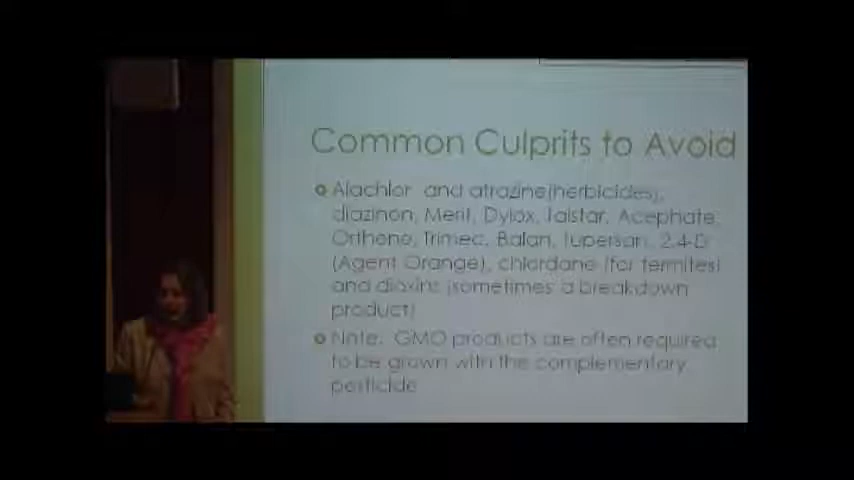 Common Culprits to Avoid
Alachlor and atrazine(herbicides),
diazinon, Merit, Dylox, Talstar, Acephate,
Orthene, Trimec, Balan, Tupersan, 2,4-D
(Agent Orange), chlordane (for termites)
and dioxins (sometimes a breakdown
product)
Note: GMO products are often required
to be grown with the complementary
pesticide